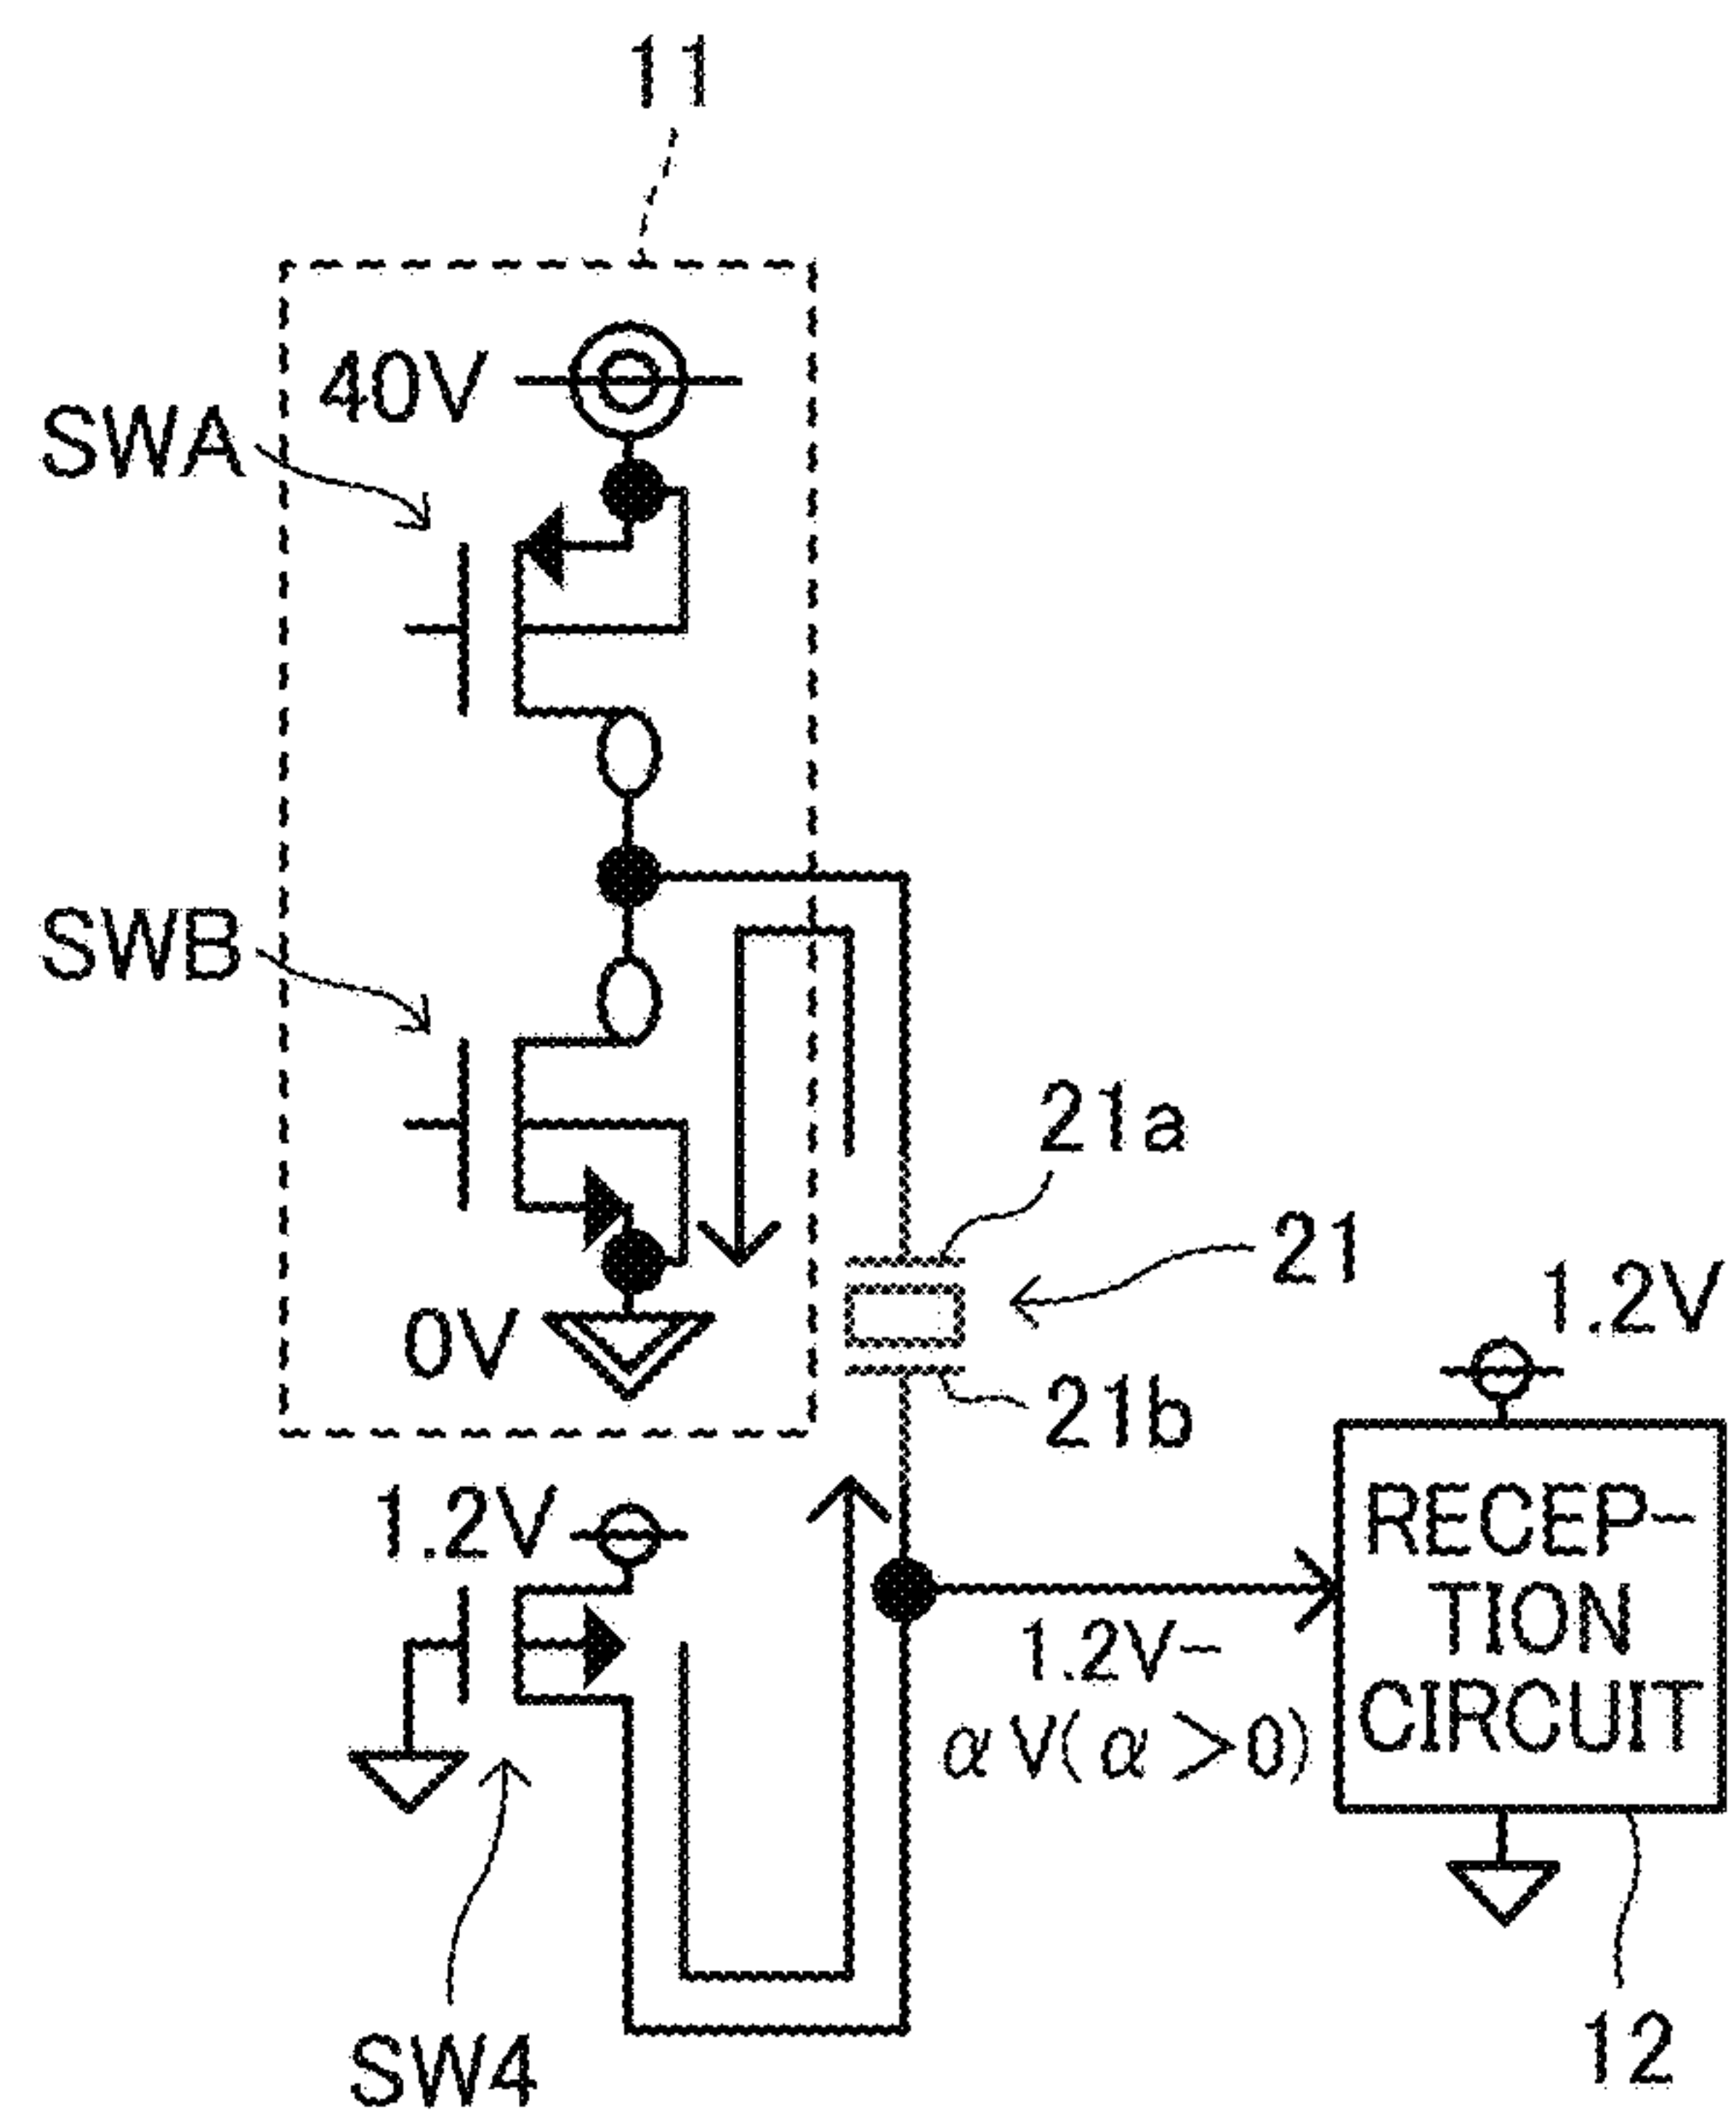 11
40V
SWA
SWB
21a
21
1.2V
0V
21b
1.2V
RECEP-
TION
CIRCUIT
1.2V-
αV(α>0)
SW4
12